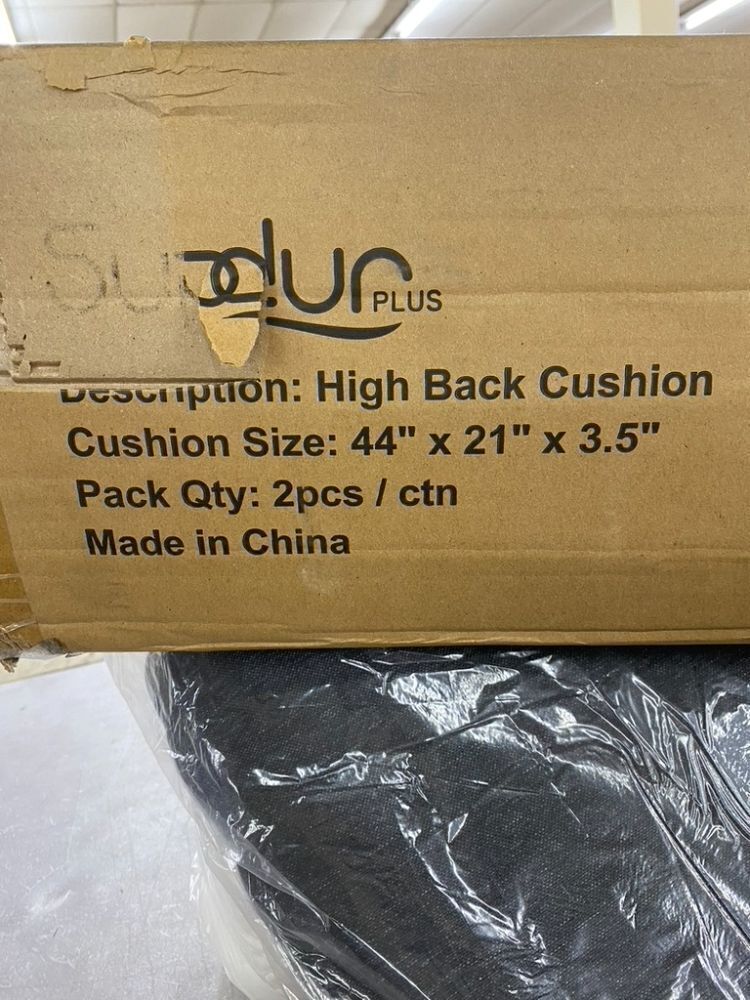 PLUS
Description: High Back Cushion
Cushion Size: 44" x 21" x 3.5"
Pack Qty: 2pcs / ctn
Made in China